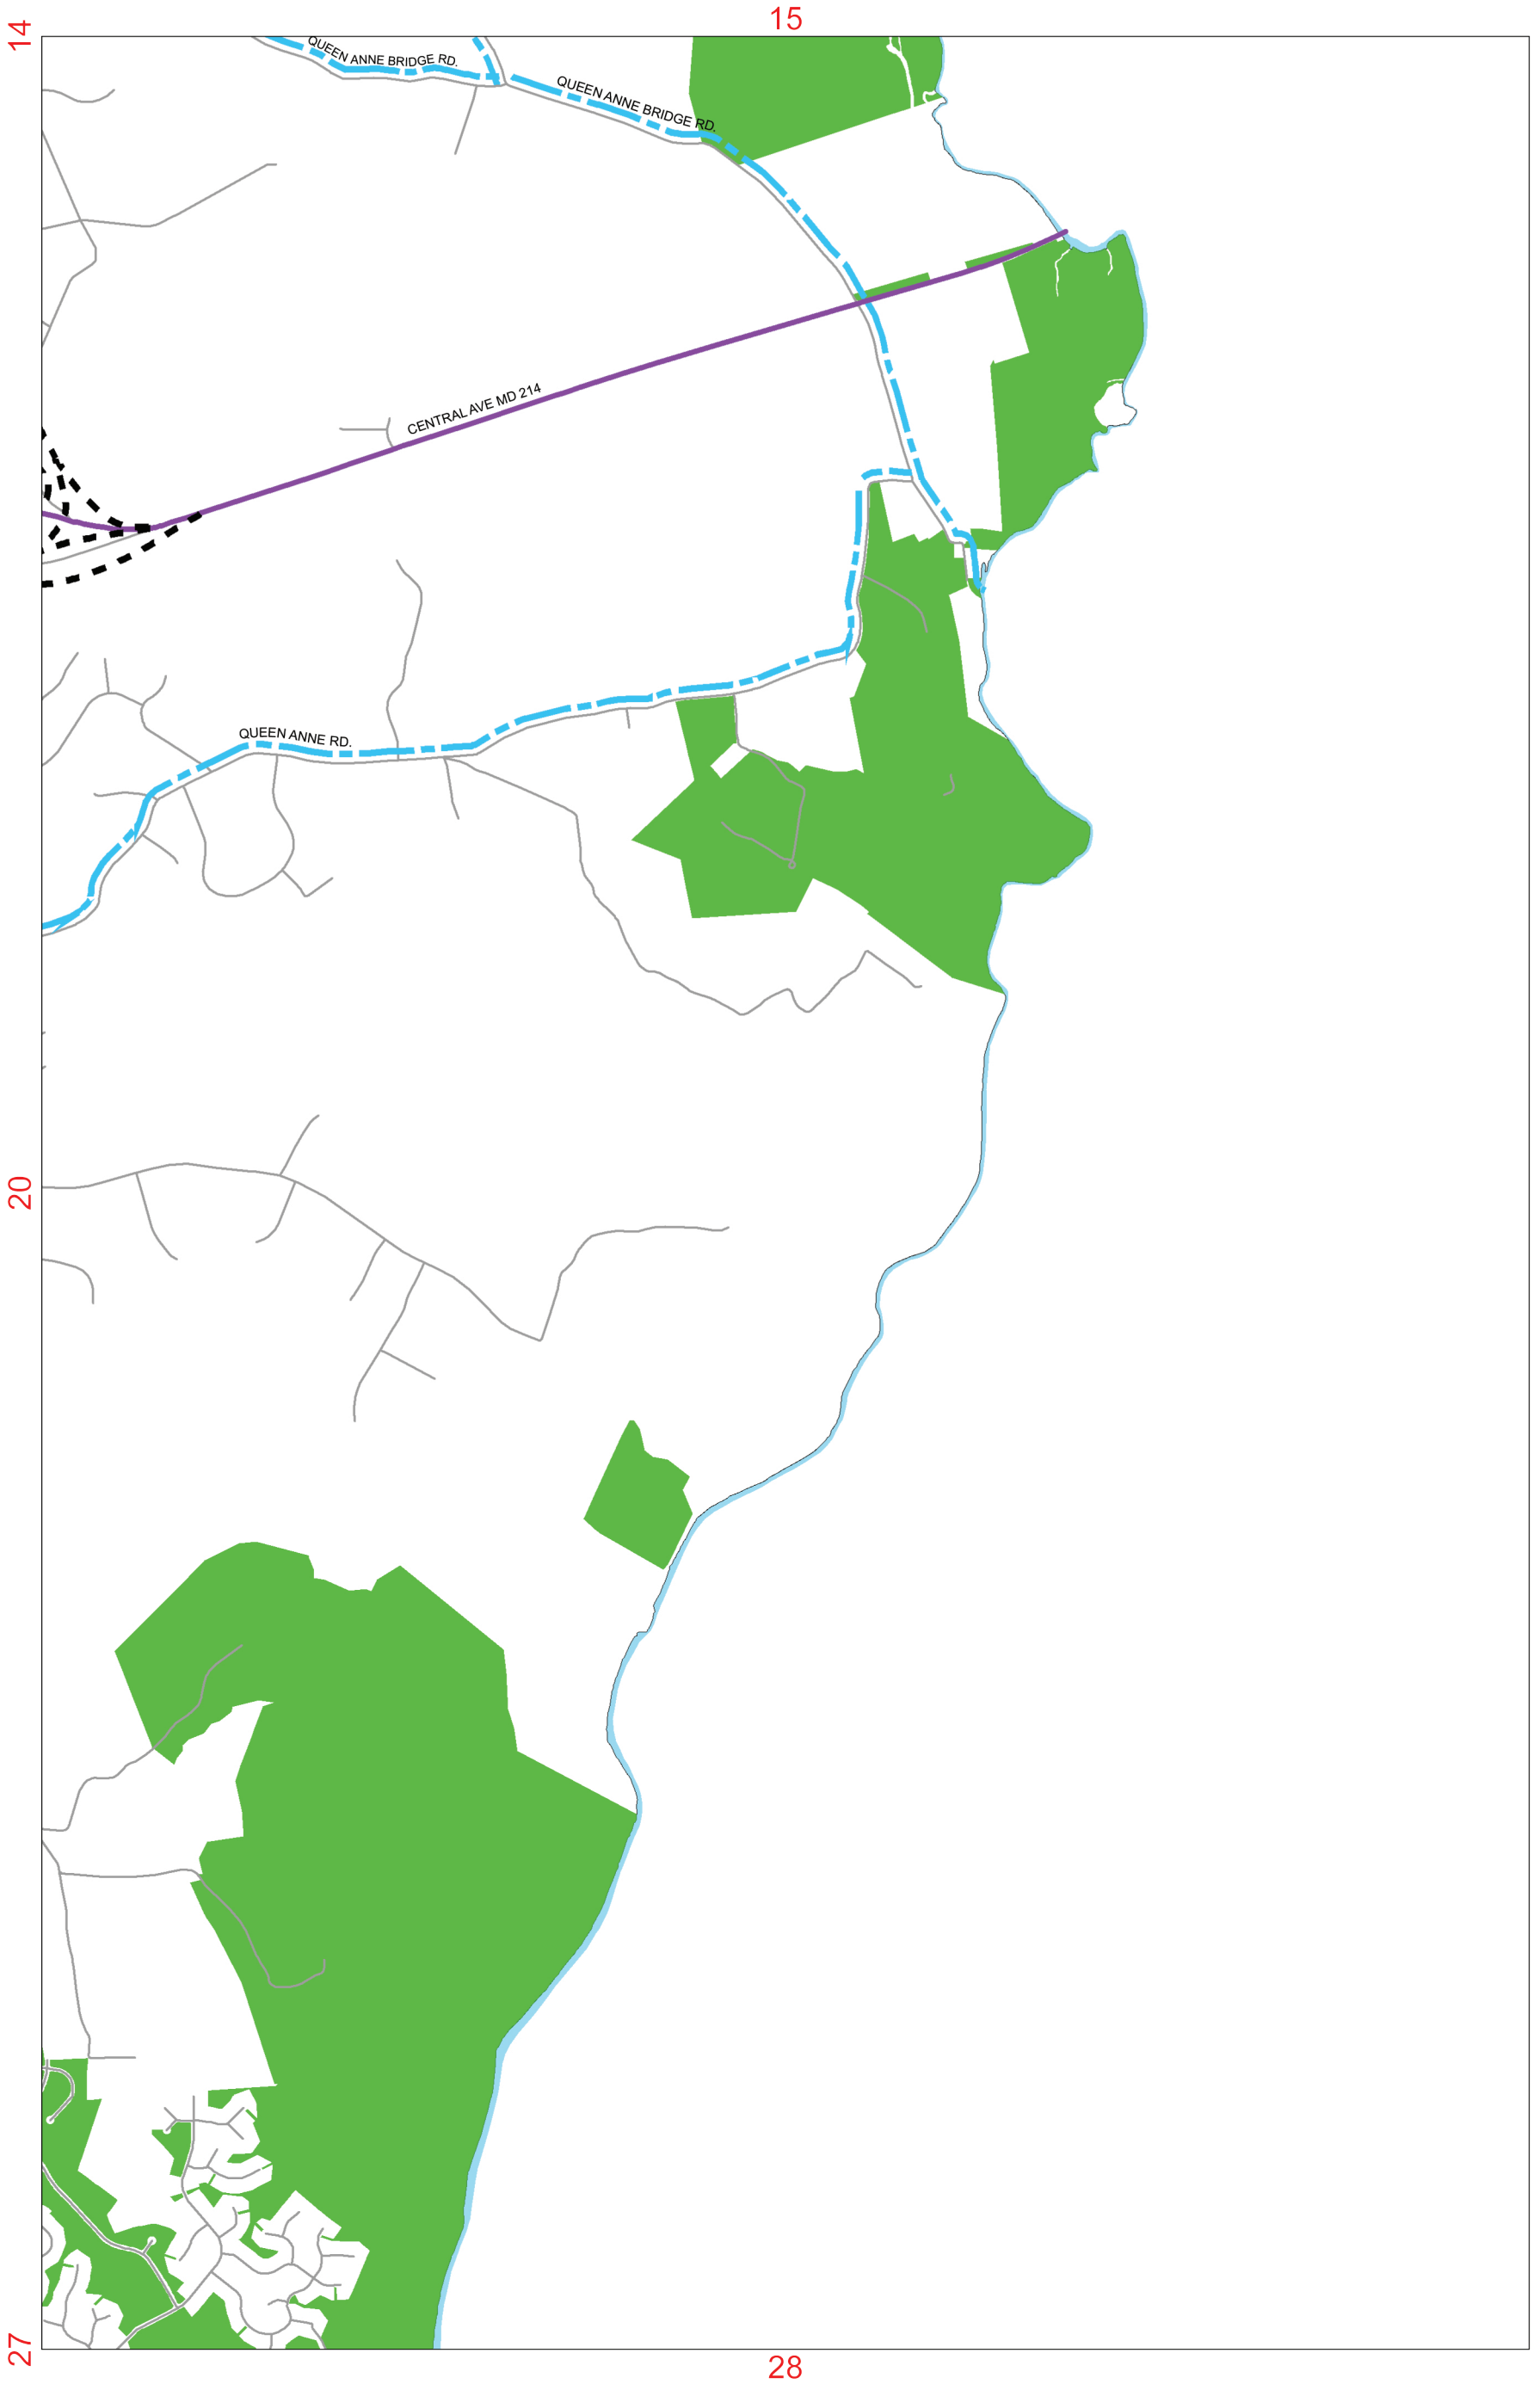 14
15
QUEEN ANNE BRIDGE RD.
QUEEN ANNE BRIDGE RD.
CENTRAL AVE MD 214
QUEEN ANNE RD.
20
27
28